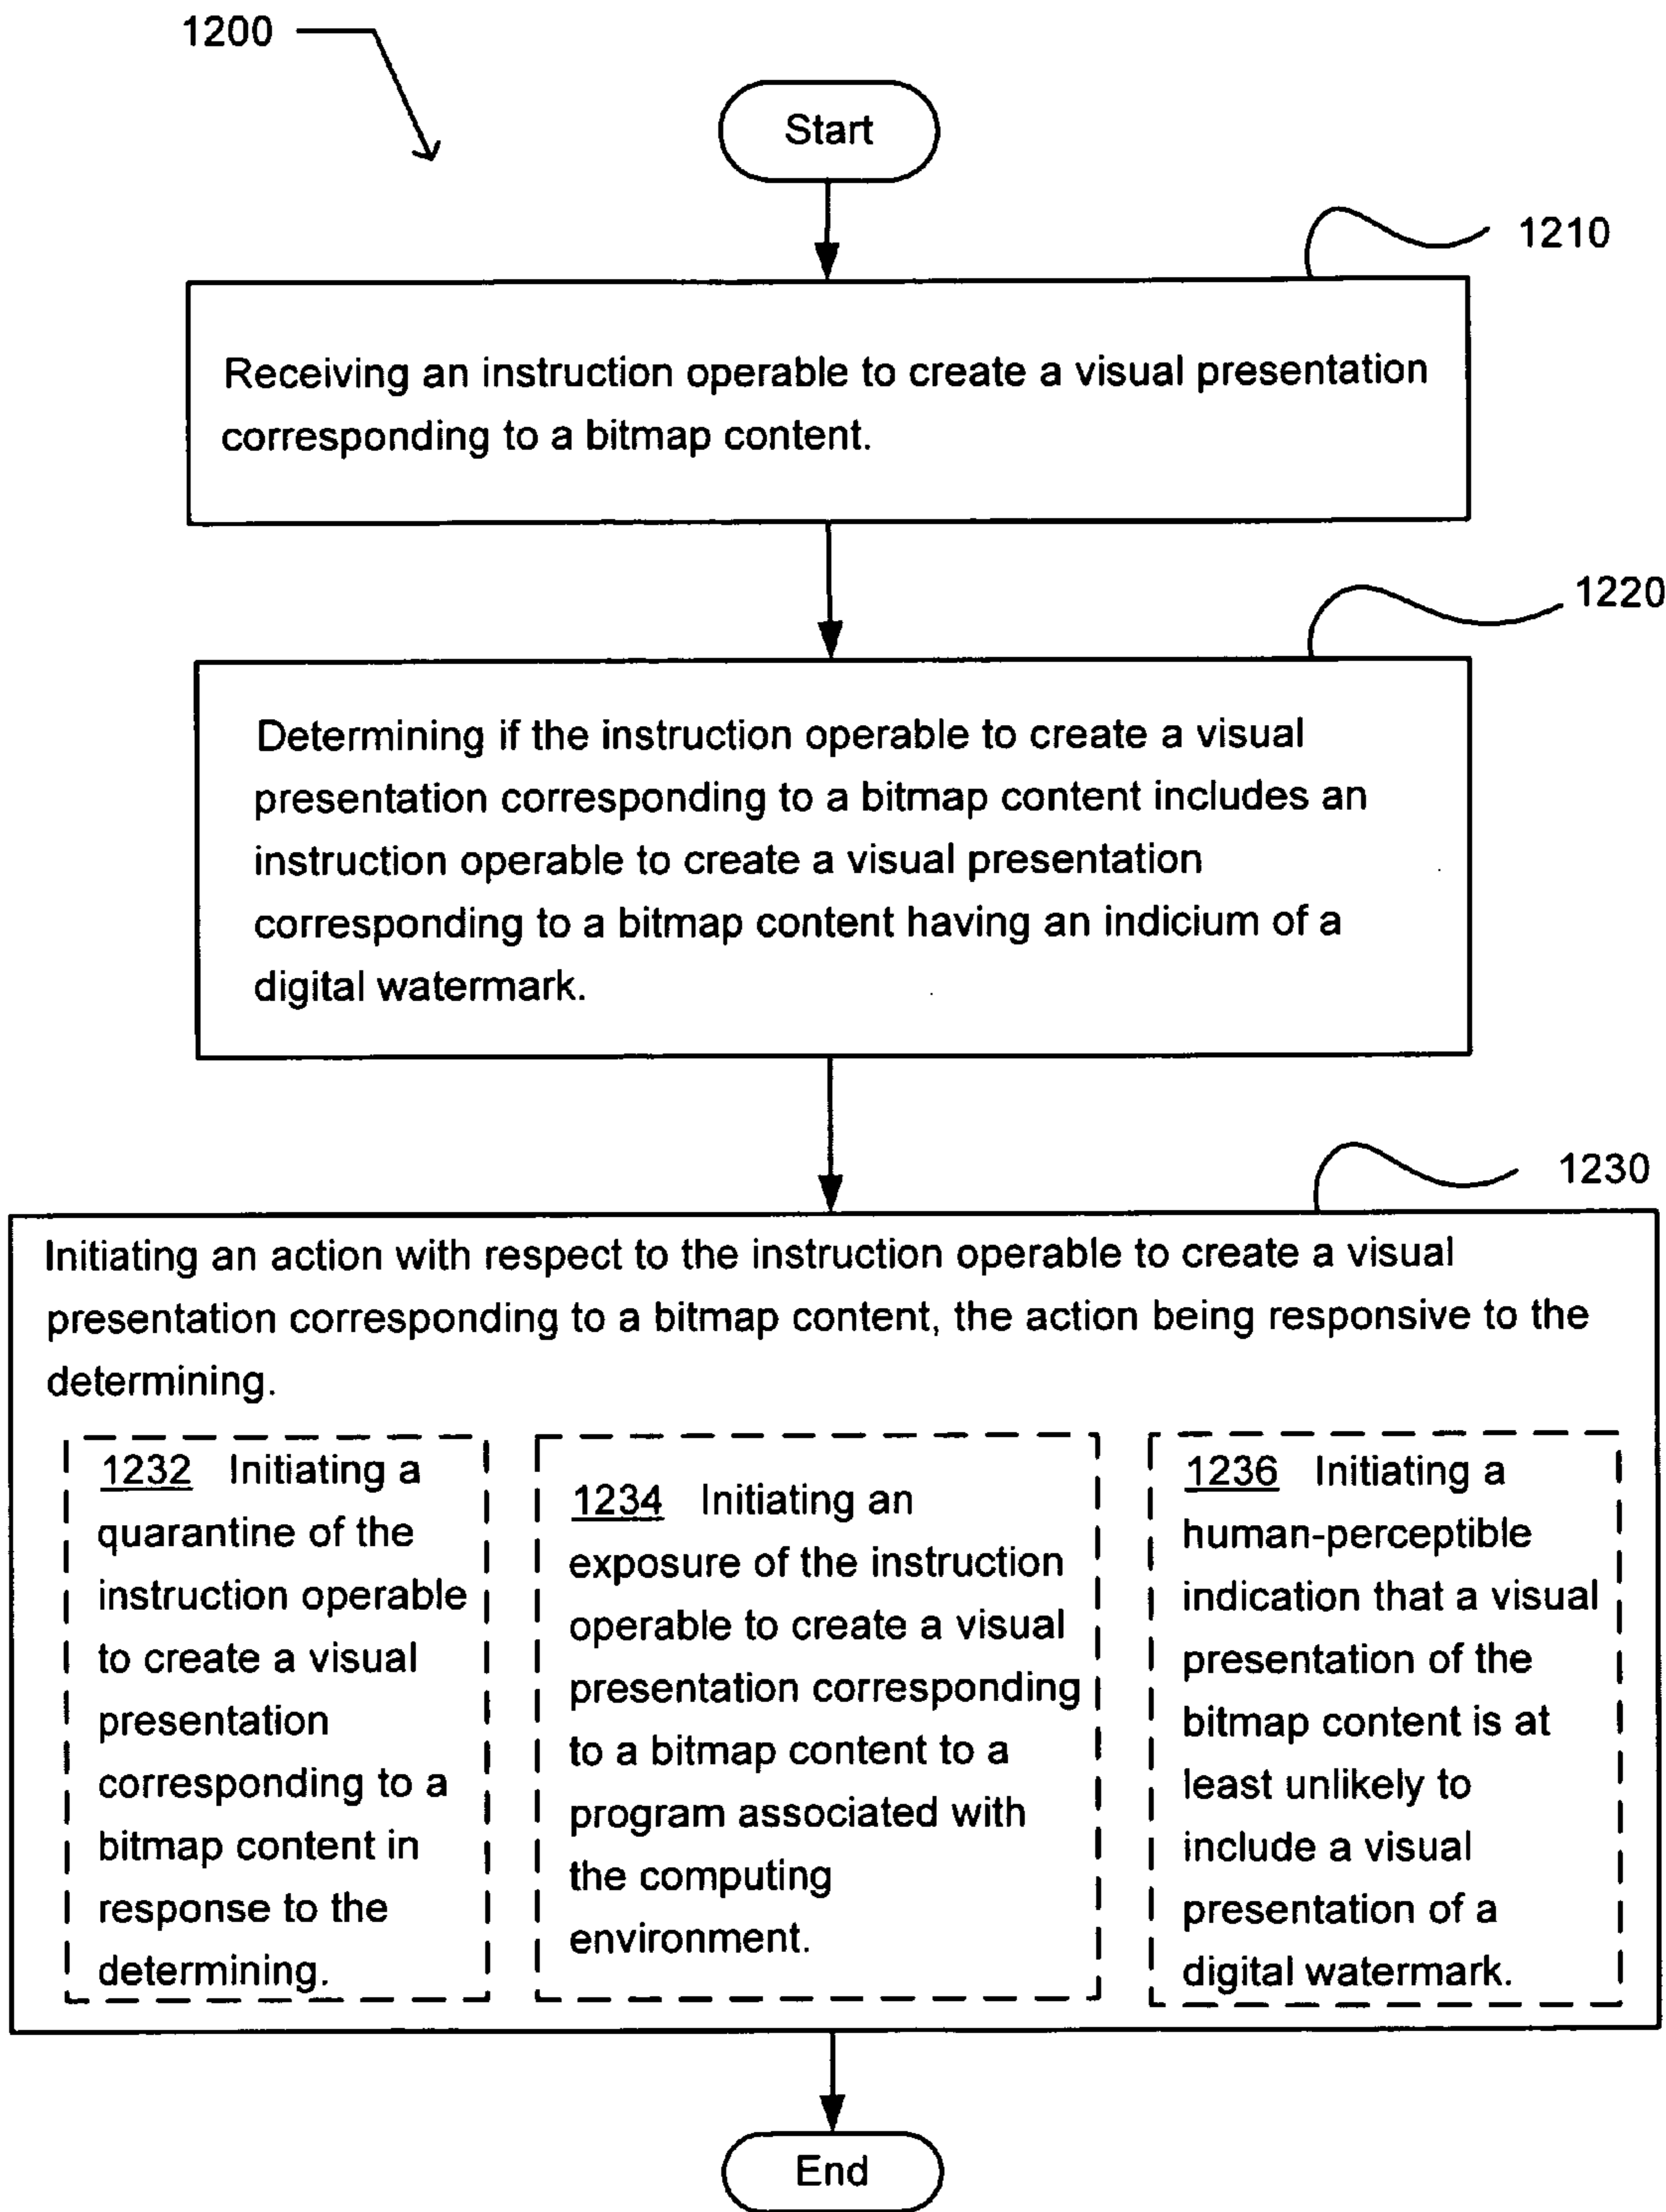 1200
Start
1210
Receiving an instruction operable to create a visual presentation
corresponding to a bitmap content.
1220
Determining if the instruction operable to create a visual
presentation corresponding to a bitmap content includes an
instruction operable to create a visual presentation
corresponding to a bitmap content having an indicium of a
digital watermark.
1230
Initiating an action with respect to the instruction operable to create a visual
presentation corresponding to a bitmap content, the action being responsive to the
determining.
1232 Initiating a
quarantine of the
instruction operable
to create a visual
presentation
corresponding to a
bitmap content in
response to the
determining.
1234 Initiating an
exposure of the instruction
operable to create a visual
presentation corresponding
to a bitmap content to a
program associated with
the computing
environment.
1236 Initiating a
human-perceptible
indication that a visual
presentation of the
bitmap content is at
least unlikely to
include a visual
presentation of a
digital watermark.
End